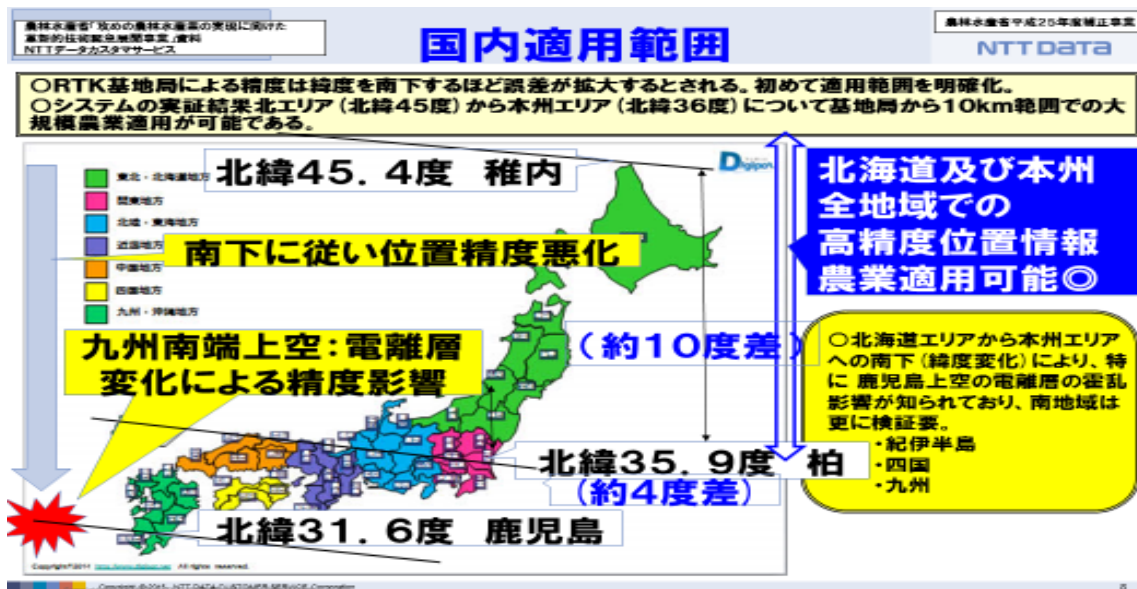 農林水産省「攻めの農林水産業の実現に向けた
革新的技術緊急展開事業」資料
NTTデータカスタマサービス
国内適用範囲
農林水産省平成25年度補正事業
NTT DATA
○RTK基地局による精度は緯度を南下するほど誤差が拡大するとされる。初めて適用範囲を明確化。
○システムの実証結果北エリア(北緯45度)から本州エリア(北緯36度)について基地局から10km範囲での大
規模農業適用が可能である。
北緯45.4度 稚内
Digipot
東北・北海道地方
関東地方
北陸・東海地方
近畿地方
中国地方
四国地方
九州・沖縄地方
南下に従い位置精度悪化
北海道及び本州
全地域での
高精度位置情報
農業適用可能◎
九州南端上空:電離層
変化による精度影響
(約10度差)
○北海道エリアから本州エリア
への南下(緯度変化)により、特
に 鹿児島上空の電離層の霍乱
影響が知られており、南地域は
更に検証要。
・紀伊半島
・四国
・九州
北緯35.9度 柏
(約4度差)
北緯31.6度 鹿児島
All rights reserved.
Copyright © 2015 NTT DATA CUSTOMER SERVICE Corporation